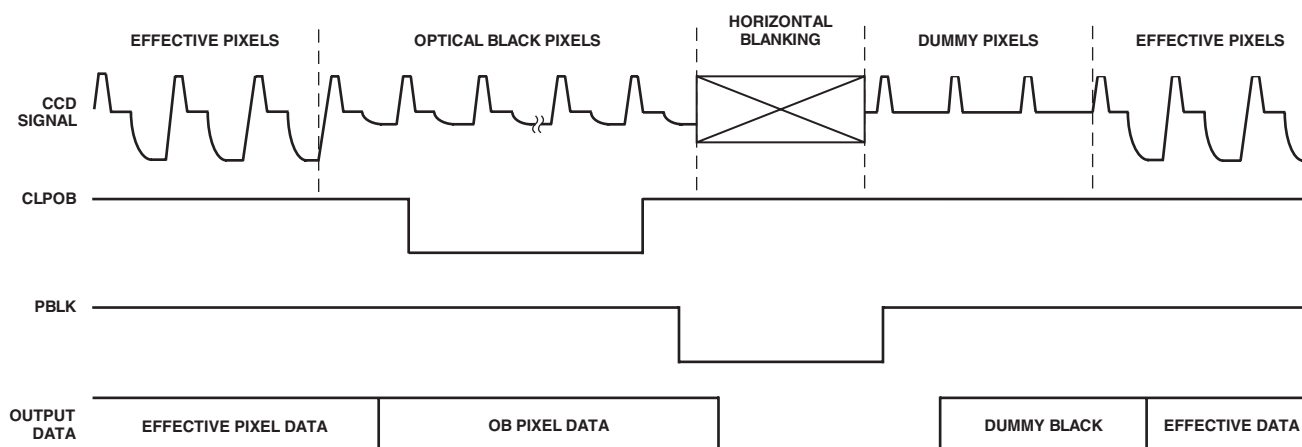 HORIZONTAL
BLANKING
EFFECTIVE PIXELS
OPTICAL BLACK PIXELS
DUMMY PIXELS
EFFECTIVE PIXELS
CCD
SIGNAL
CLPOB
PBLK
OUTPUT
DATA
EFFECTIVE PIXEL DATA
OB PIXEL DATA
DUMMY BLACK
EFFECTIVE DATA